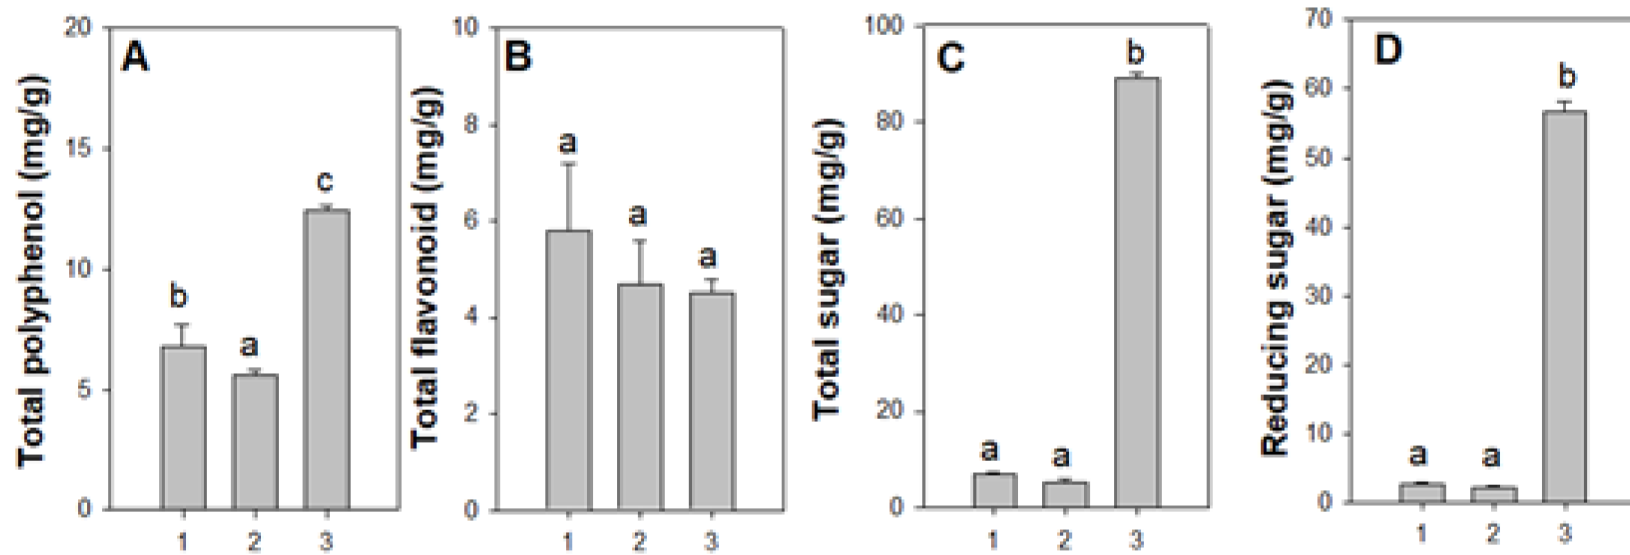 A
Total polyphenol (mg/g)
20
15
10
5
0
b
a
c
1 2 3
B
Total flavonoid (mg/g)
10
8
6
4
2
0
a
a
a
1 2 3
C
Total sugar (mg/g)
100
80
60
40
20
0
a
a
b
1 2 3
D
Reducing sugar (mg/g)
70
60
50
40
30
20
10
0
a
a
b
1 2 3